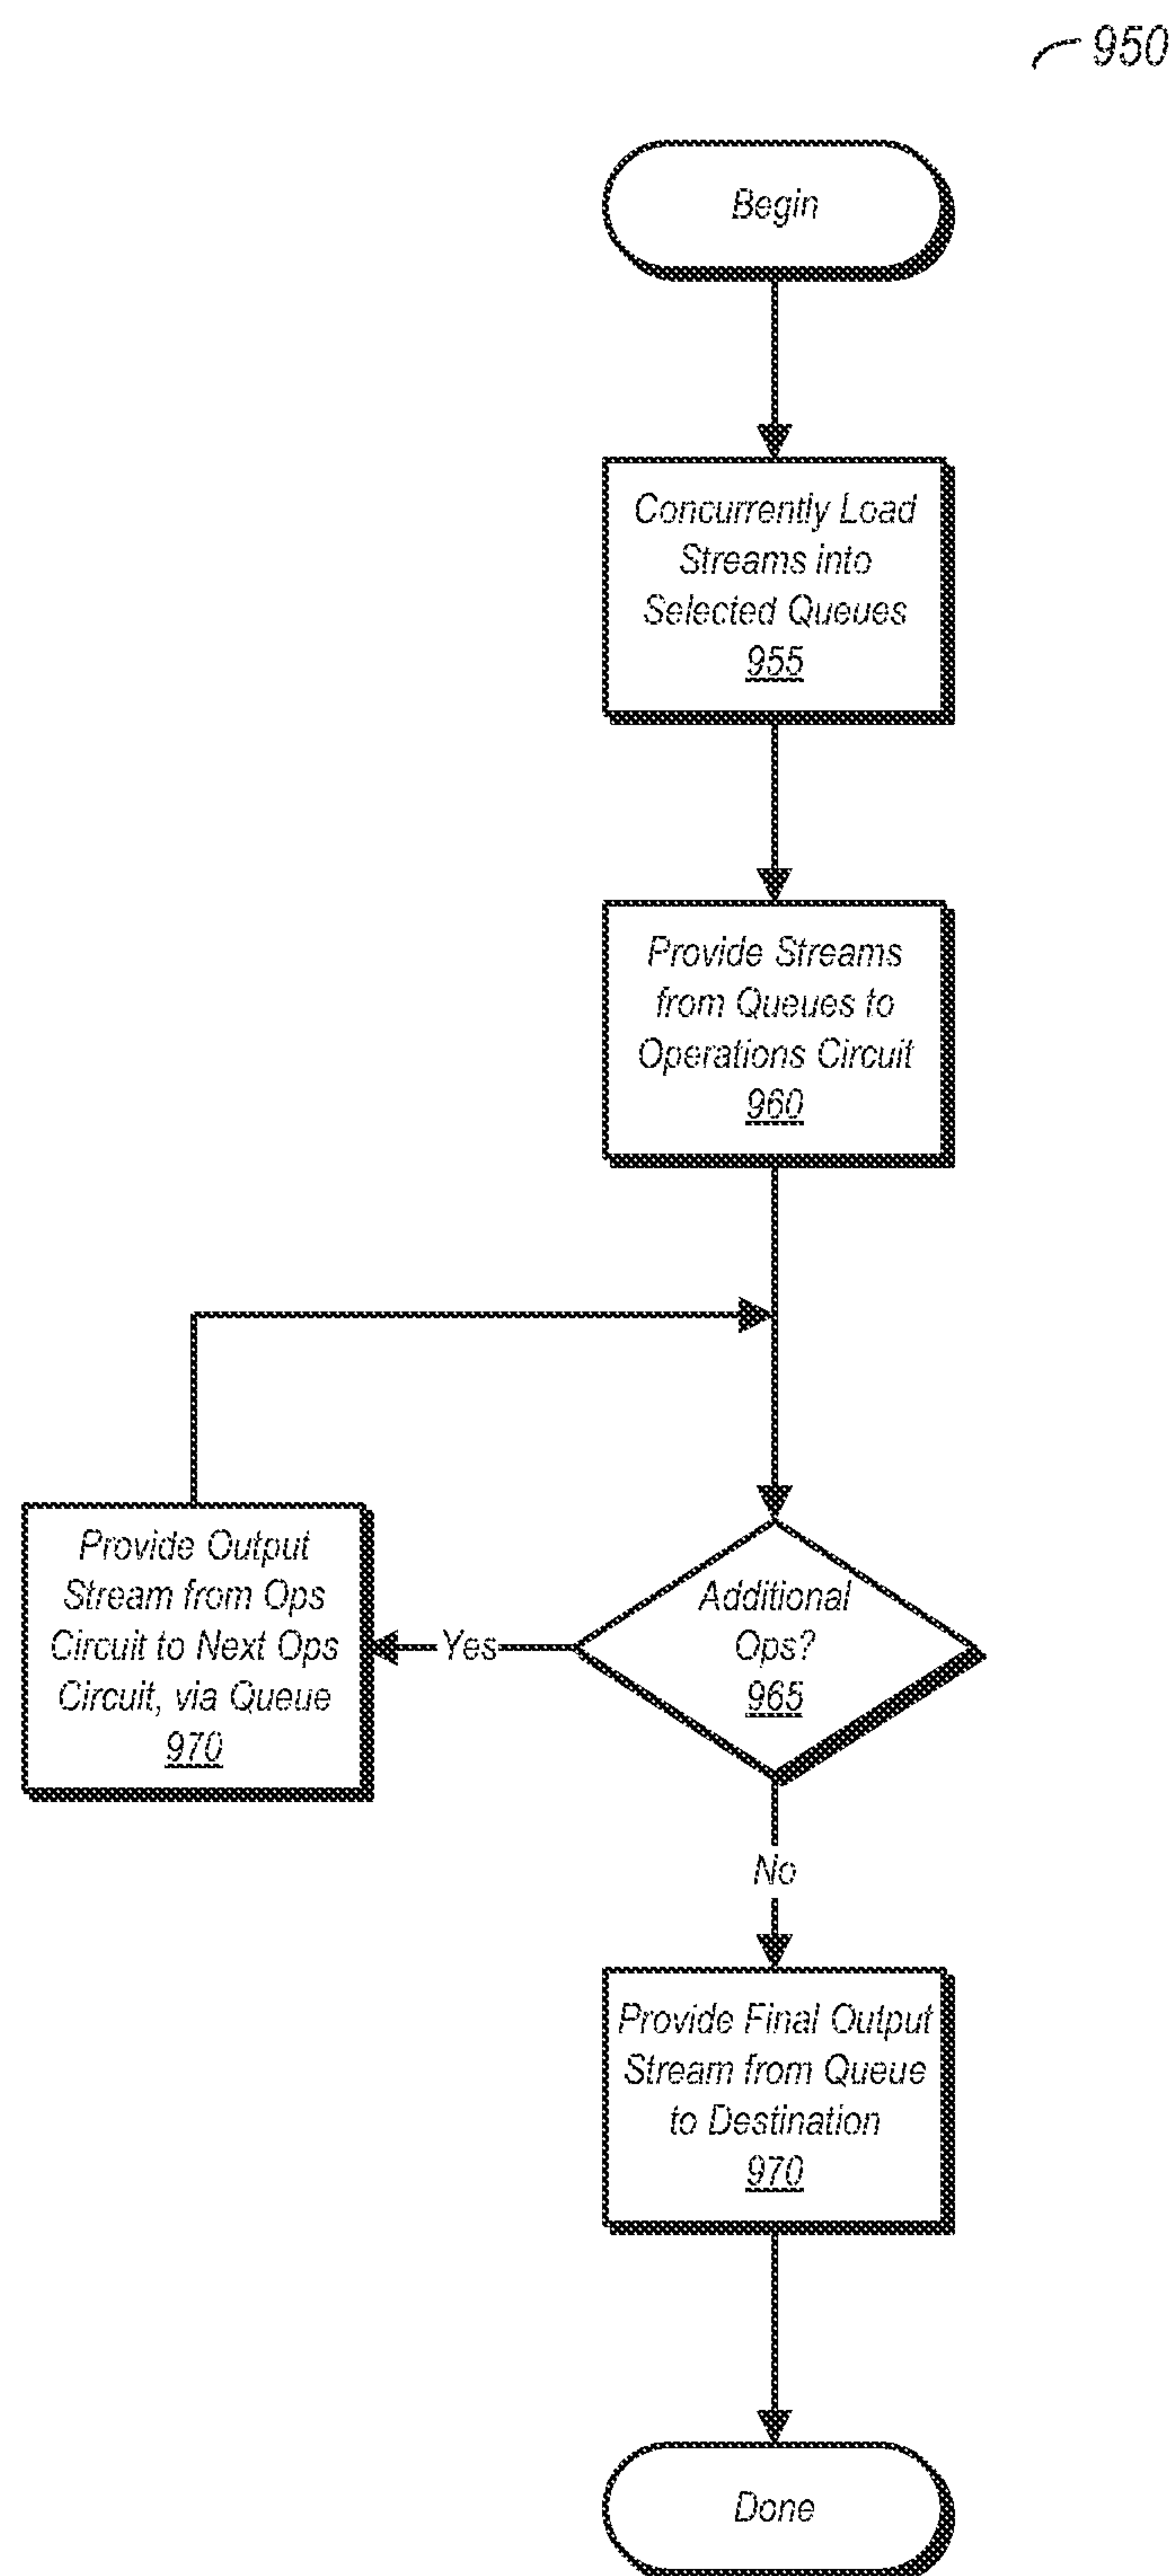 950
Begin
Concurrently Load
Streams into
Selected Queues
955
Provide Streams
from Queues to
Operations Circuit
960
Additional
Ops?
965
Yes
Provide Output
Stream from Ops
Circuit to Next Ops
Circuit, via Queue
970
No
Provide Final Output
Stream from Queue
to Destination
970
Done